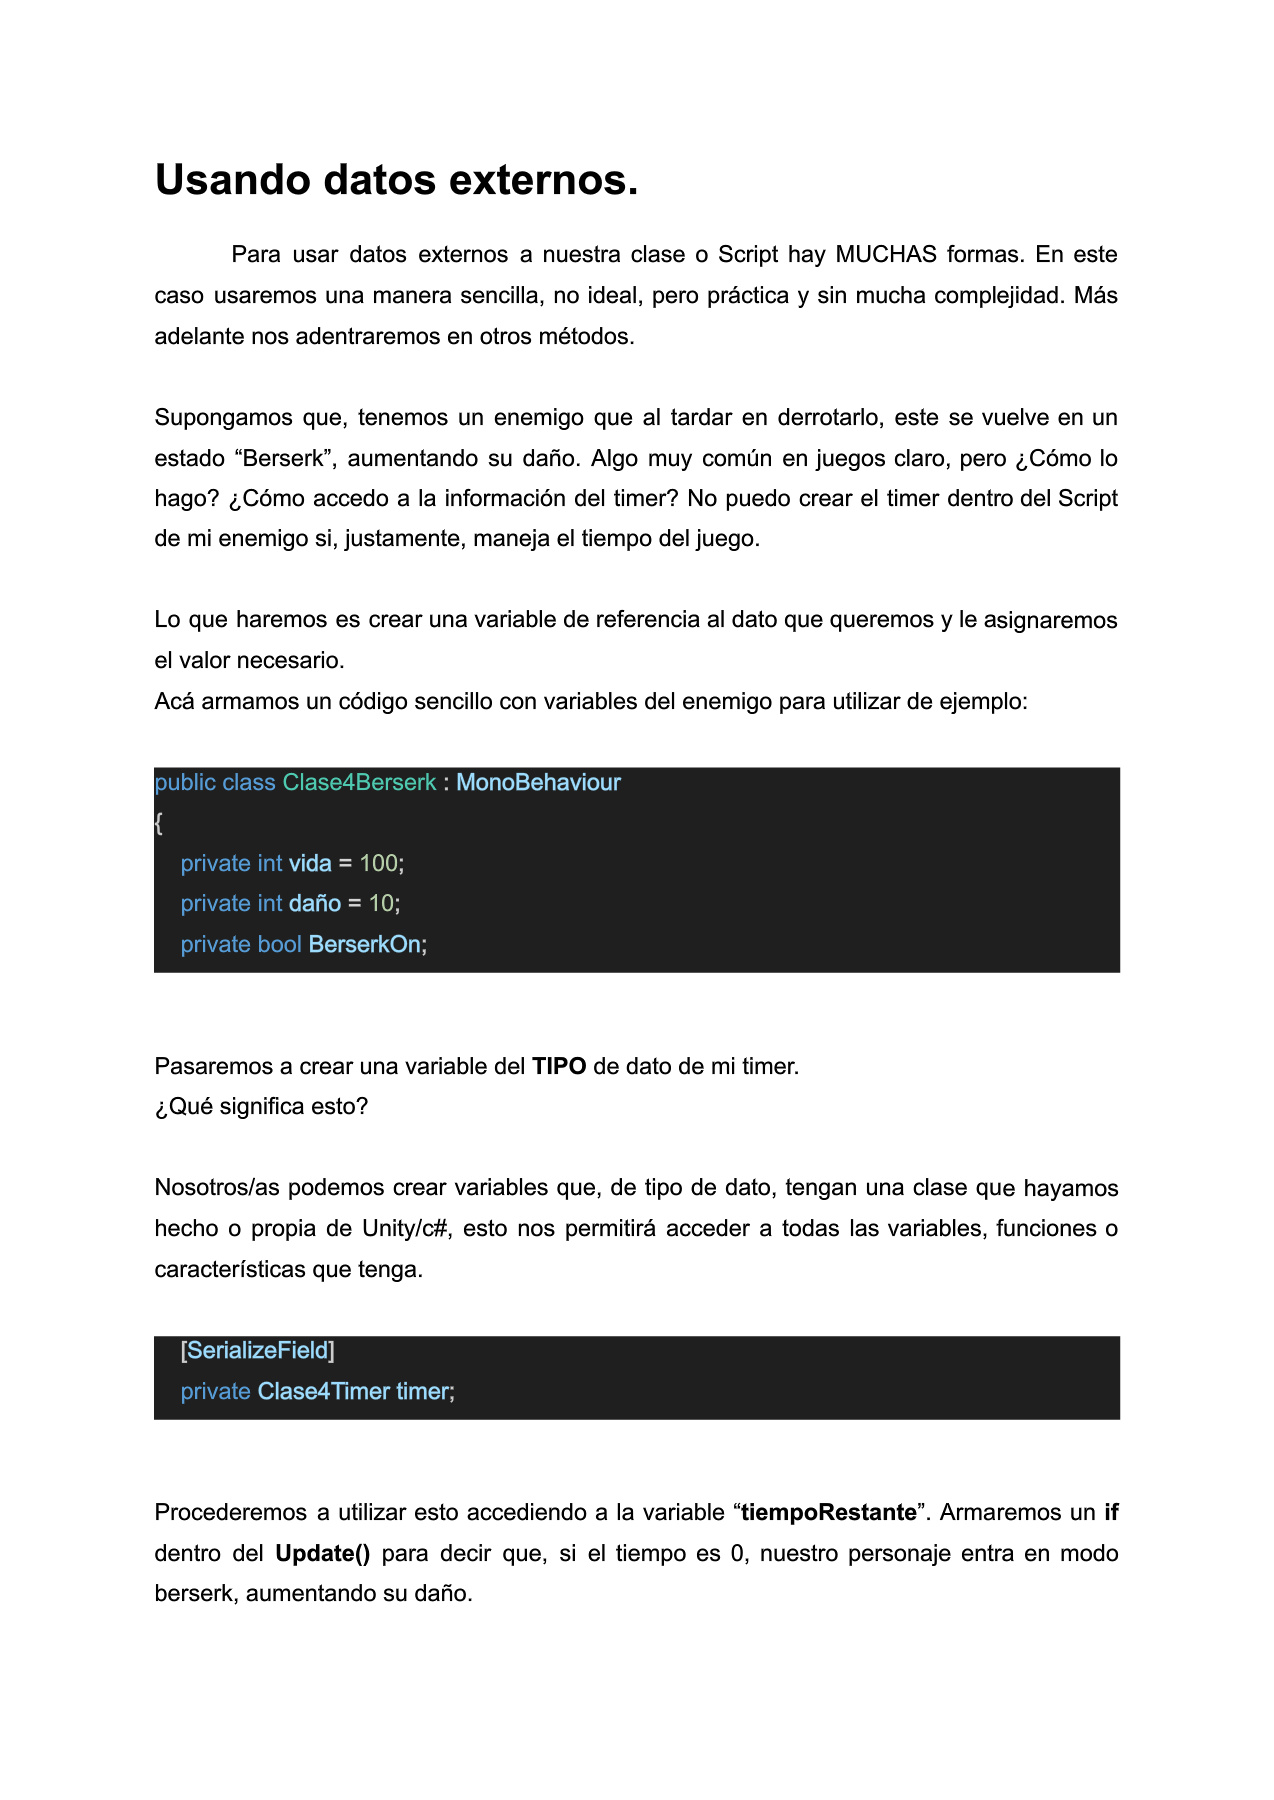 Usando datos externos.
Para usar datos externos a nuestra clase o Script hay MUCHAS formas. En este
caso usaremos una manera sencilla, no ideal, pero práctica y sin mucha complejidad. Más
adelante nos adentraremos en otros métodos.
Supongamos que, tenemos un enemigo que al tardar en derrotarlo, este se vuelve en un
estado “Berserk”, aumentando su daño. Algo muy común en juegos claro, pero ¿Cómo lo
hago? ¿Cómo accedo a la información del timer? No puedo crear el timer dentro del Script
de mi enemigo si, justamente, maneja el tiempo del juego.
Lo que haremos es crear una variable de referencia al dato que queremos y le asignaremos
el valor necesario.
Acá armamos un código sencillo con variables del enemigo para utilizar de ejemplo:
public class Clase4Berserk : MonoBehaviour
{
private int vida = 100;
private int daño = 10;
private bool BerserkOn;
Pasaremos a crear una variable del TIPO de dato de mi timer.
¿Qué significa esto?
Nosotros/as podemos crear variables que, de tipo de dato, tengan una clase que hayamos
hecho o propia de Unity/c#, esto nos permitirá acceder a todas las variables, funciones o
características que tenga.
[SerializeField]
private Clase4Timer timer;
Procederemos a utilizar esto accediendo a la variable “tiempoRestante”. Armaremos un if
dentro del Update() para decir que, si el tiempo es 0, nuestro personaje entra en modo
berserk, aumentando su daño.